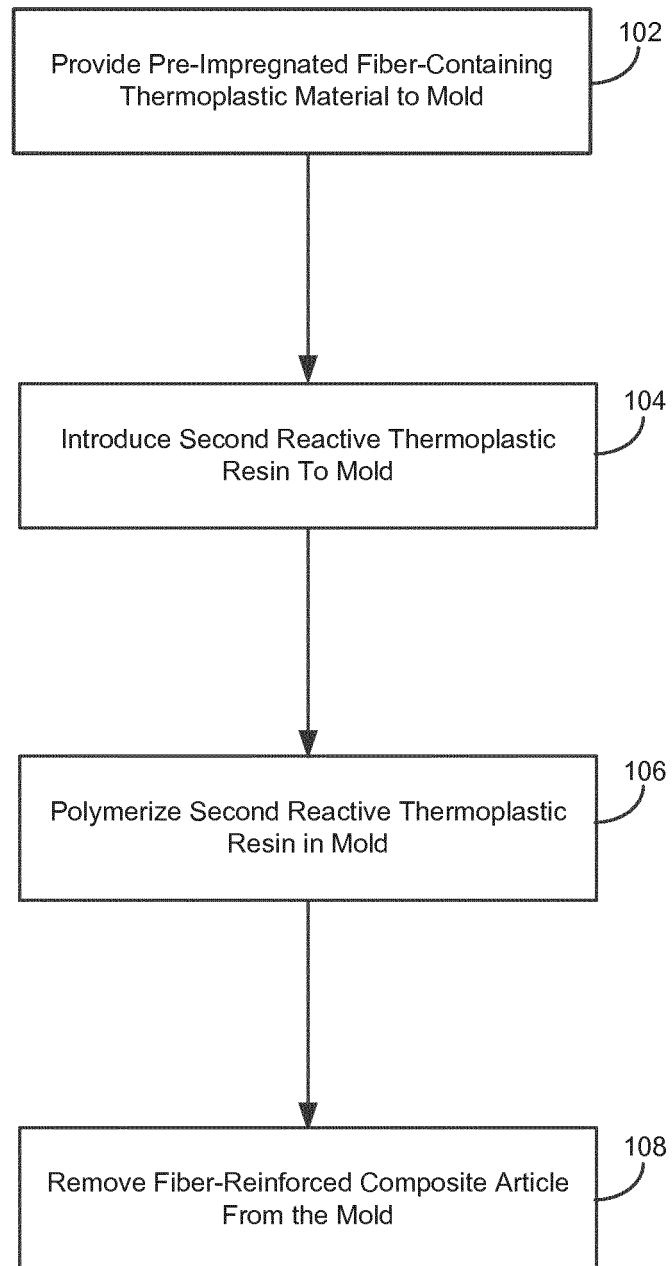 102
Provide Pre-Impregnated Fiber-Containing
Thermoplastic Material to Mold
104
Introduce Second Reactive Thermoplastic
Resin To Mold
106
Polymerize Second Reactive Thermoplastic
Resin in Mold
108
Remove Fiber-Reinforced Composite Article
From the Mold